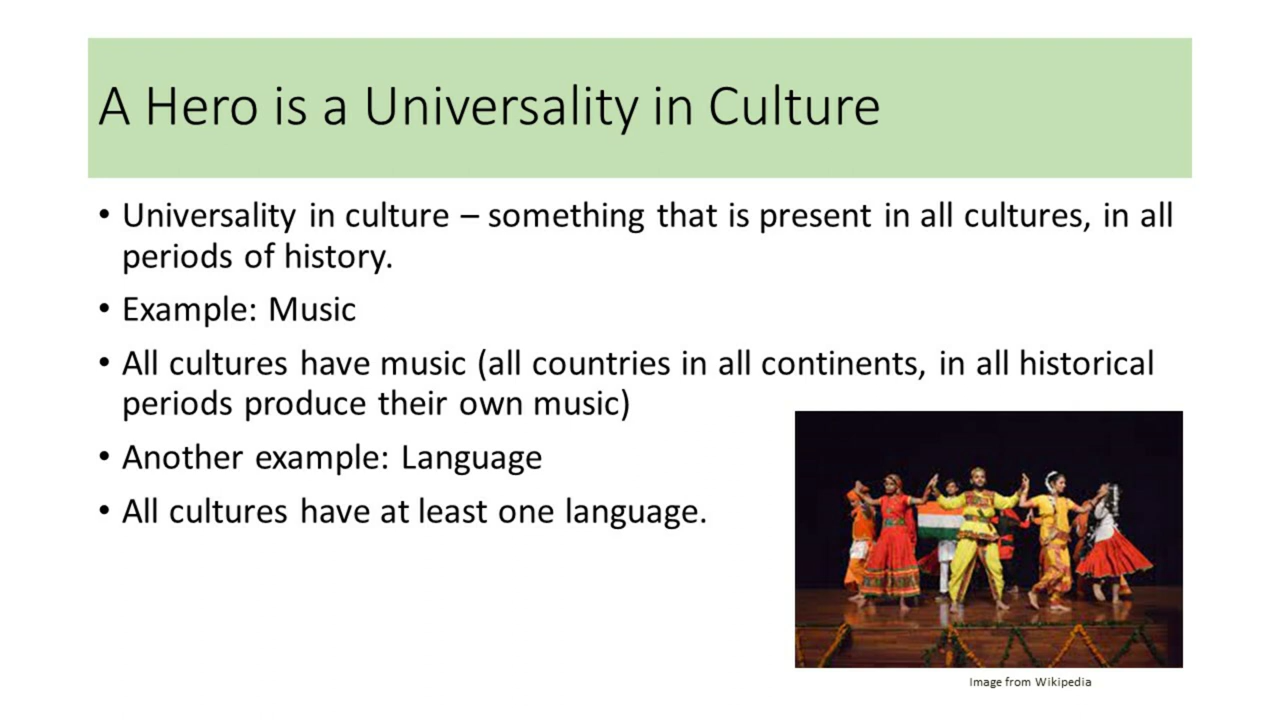 A Hero is a Universality in Culture
• Universality in culture – something that is present in all cultures, in all
periods of history.
• Example: Music
• All cultures have music (all countries in all continents, in all historical
periods produce their own music)
• Another example: Language
• All cultures have at least one language.
Image from Wikipedia